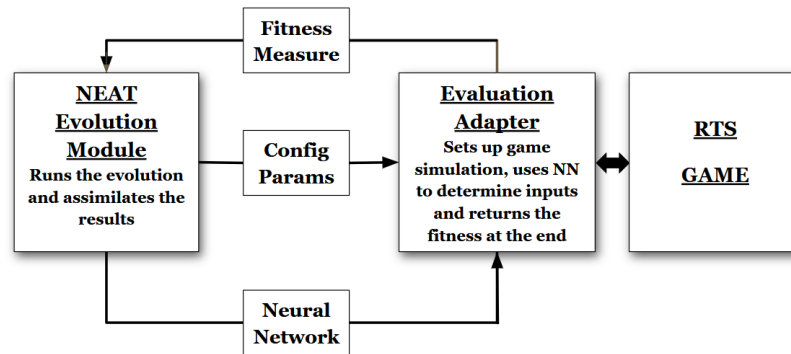 Fitness
Measure
NEAT
Evolution
Module
Runs the evolution
and assimilates the
results
Config
Params
Evaluation
Adapter
Sets up game
simulation, uses NN
to determine inputs
and returns the
fitness at the end
RTS
GAME
Neural
Network